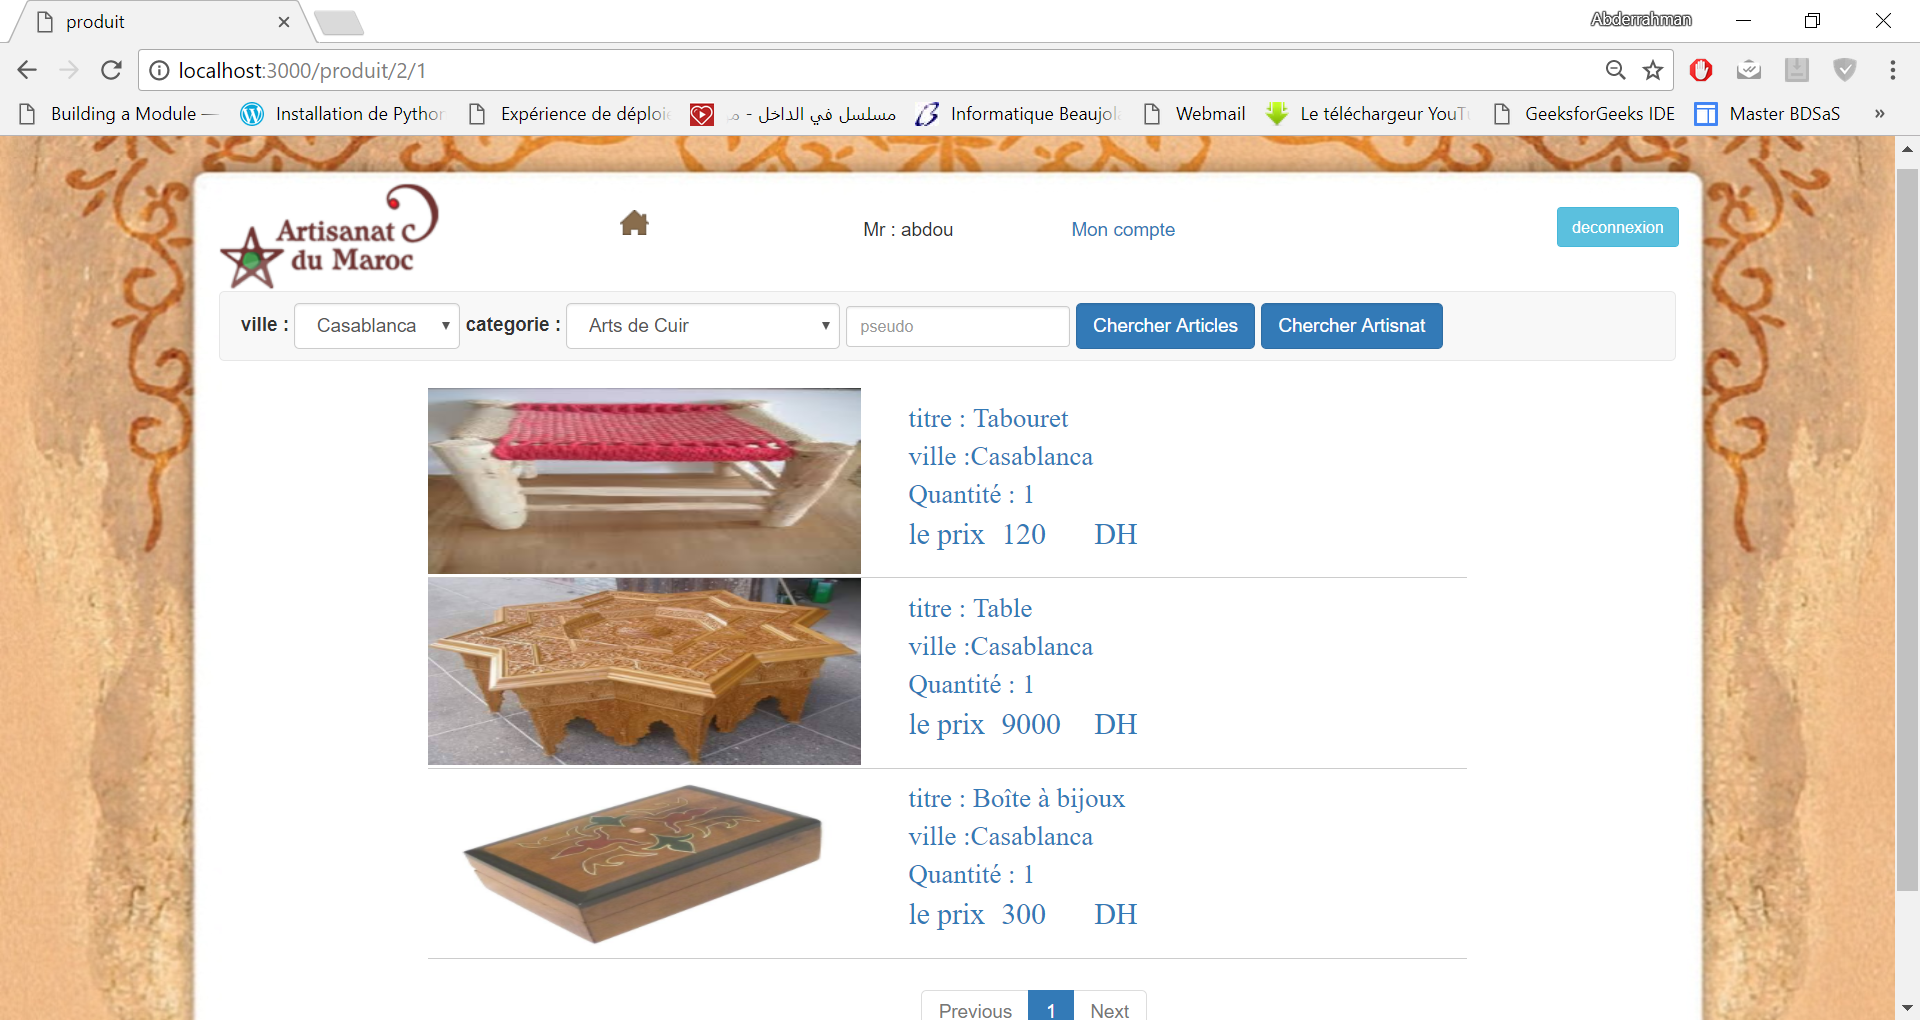 produit
Abderrahman
localhost:3000/produit/2/1
Building a Module —
Installation de Python
Expérience de déploie
مسلسل في الداخل - م
Informatique Beaujola
Webmail
Le téléchargeur YouT
GeeksforGeeks IDE
Master BDSaS
»
Artisanat
du Maroc
Mr : abdou
Mon compte
deconnexion
ville :
Casablanca
categorie :
Arts de Cuir
pseudo
Chercher Articles
Chercher Artisnat
titre : Tabouret
ville :Casablanca
Quantité : 1
le prix 120 DH
titre : Table
ville :Casablanca
Quantité : 1
le prix 9000 DH
titre : Boîte à bijoux
ville :Casablanca
Quantité : 1
le prix 300 DH
Previous 1 Next